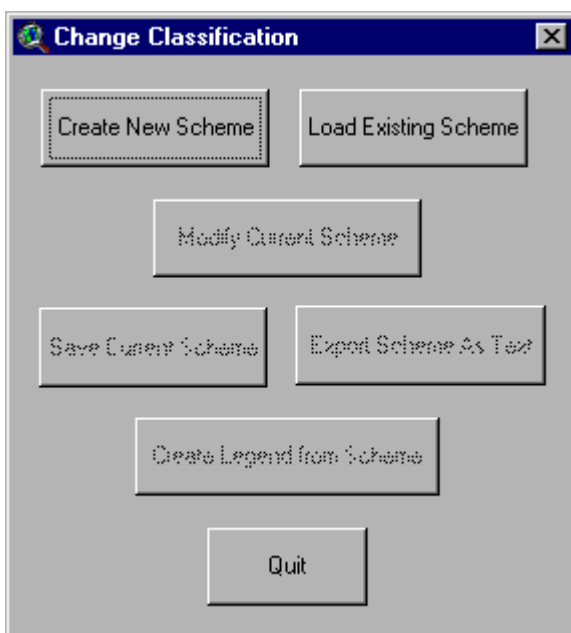 Change Classification
Create New Scheme
Load Existing Scheme
Modify Current Scheme
Save Current Scheme
Export Scheme As Text
Create Legend from Scheme
Quit